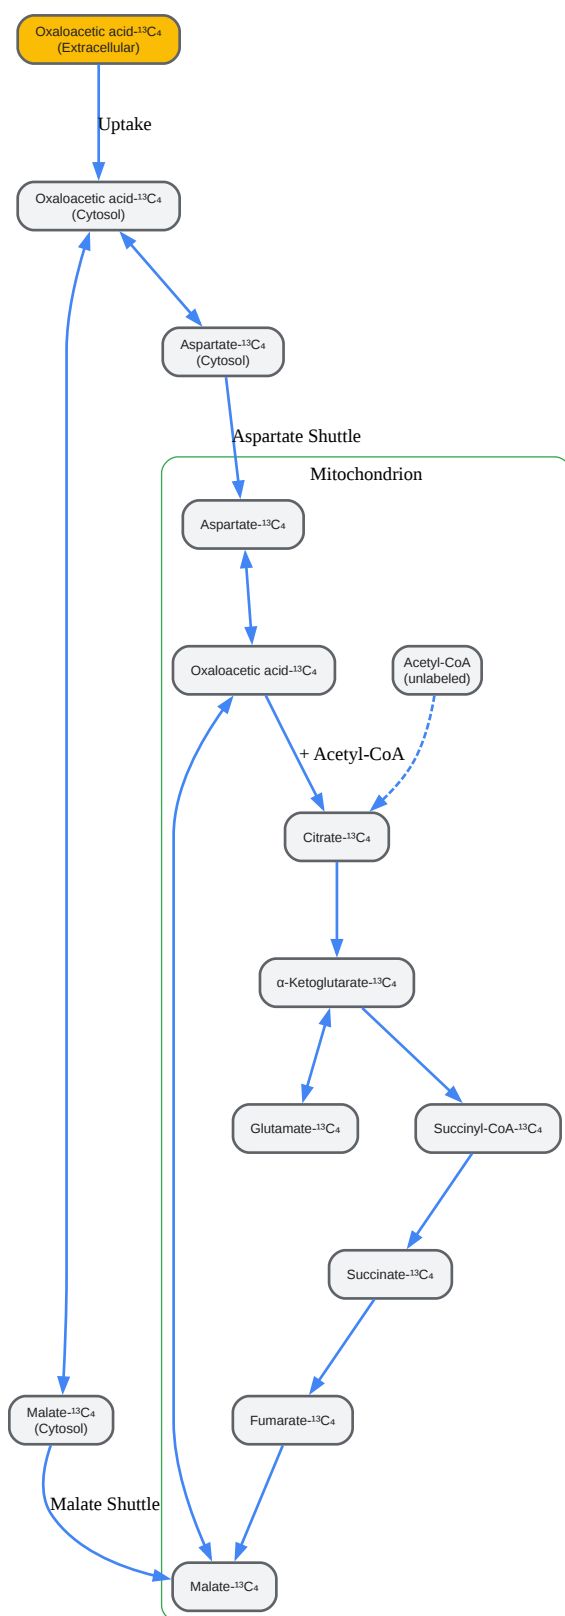 Oxaloacetic acid-¹³C₄
(Extracellular)
Uptake
Oxaloacetic acid-¹³C₄
(Cytosol)
Aspartate-¹³C₄
(Cytosol)
Aspartate Shuttle
Mitochondrion
Aspartate-¹³C₄
Oxaloacetic acid-¹³C₄
Acetyl-CoA
(unlabeled)
+ Acetyl-CoA
Citrate-¹³C₄
α-Ketoglutarate-¹³C₄
Glutamate-¹³C₄
Succinyl-CoA-¹³C₄
Succinate-¹³C₄
Malate-¹³C₄
(Cytosol)
Fumarate-¹³C₄
Malate Shuttle
Malate-¹³C₄